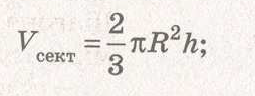 V_сект = 2/3 πR²h;